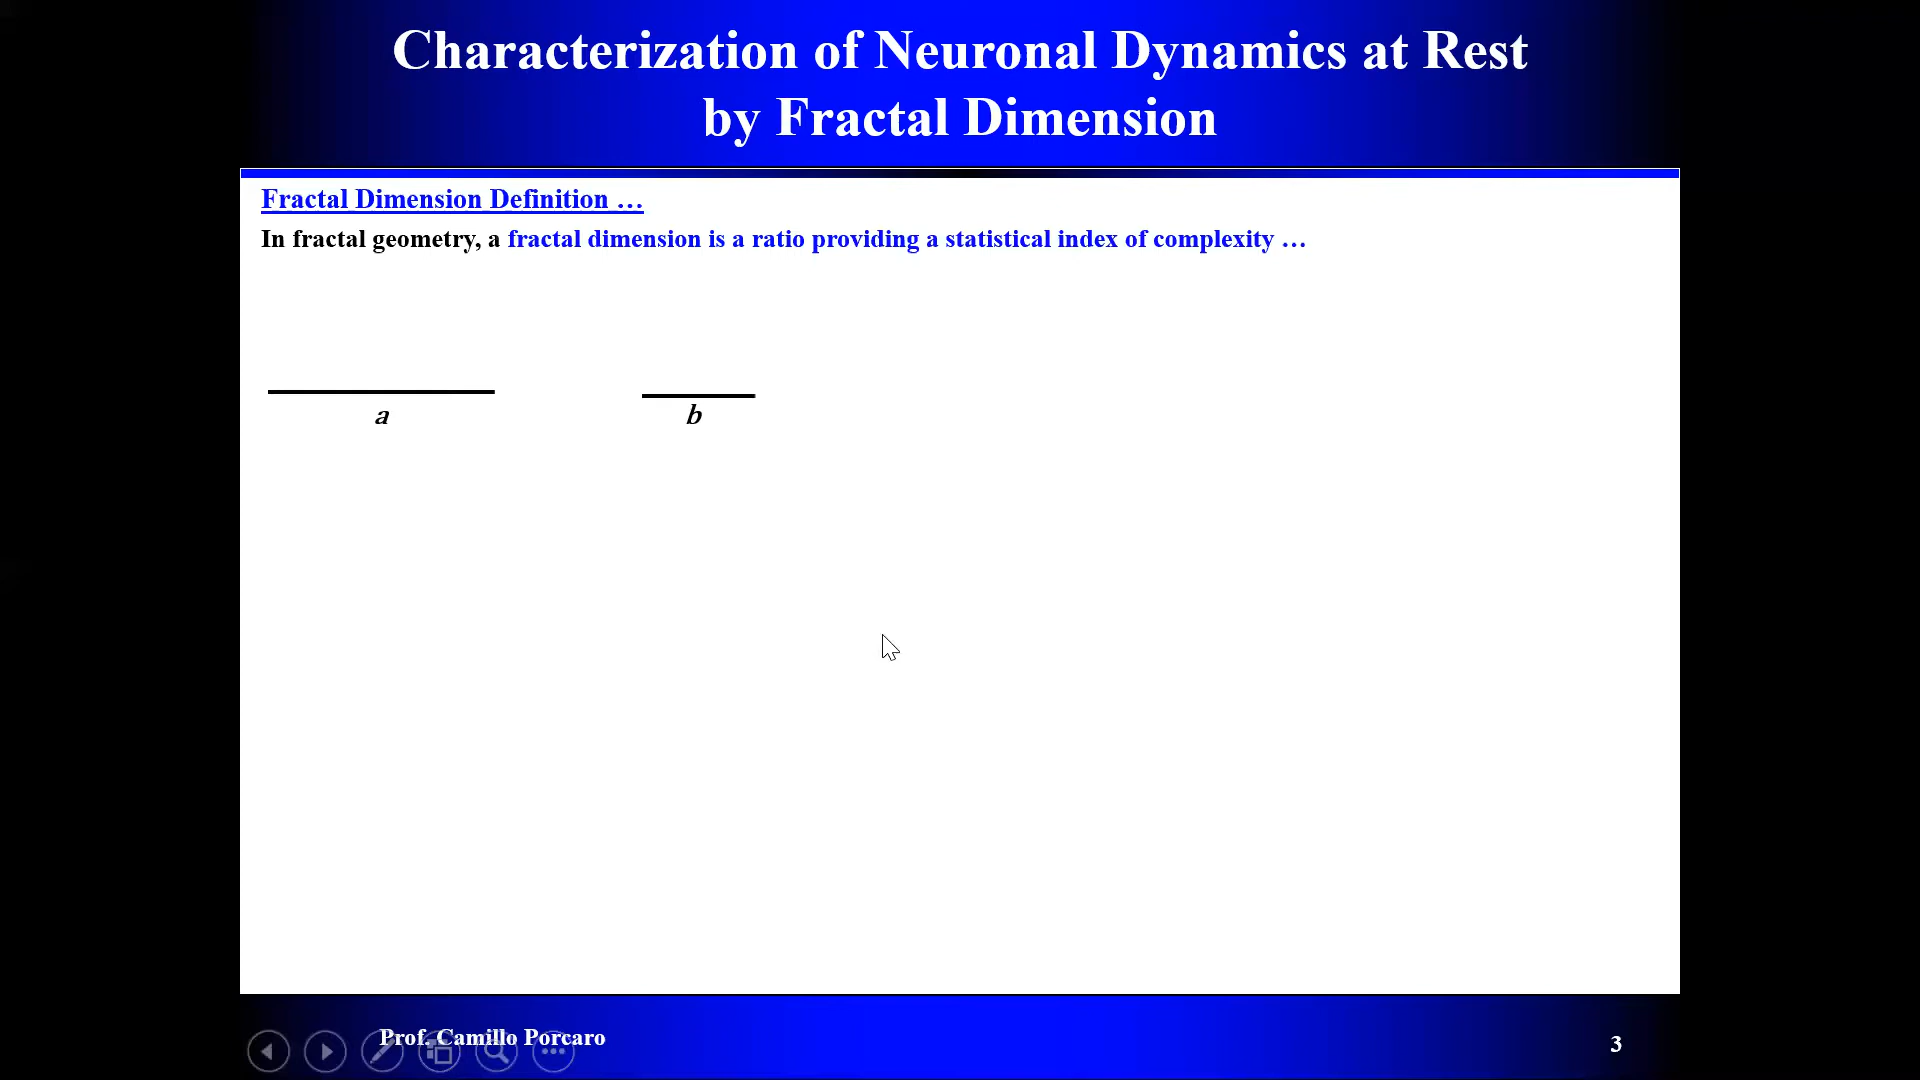 Characterization of Neuronal Dynamics at Rest
by Fractal Dimension
Fractal Dimension Definition …
In fractal geometry, a fractal dimension is a ratio providing a statistical index of complexity …
a
b
Prof. Camillo Porcaro
3